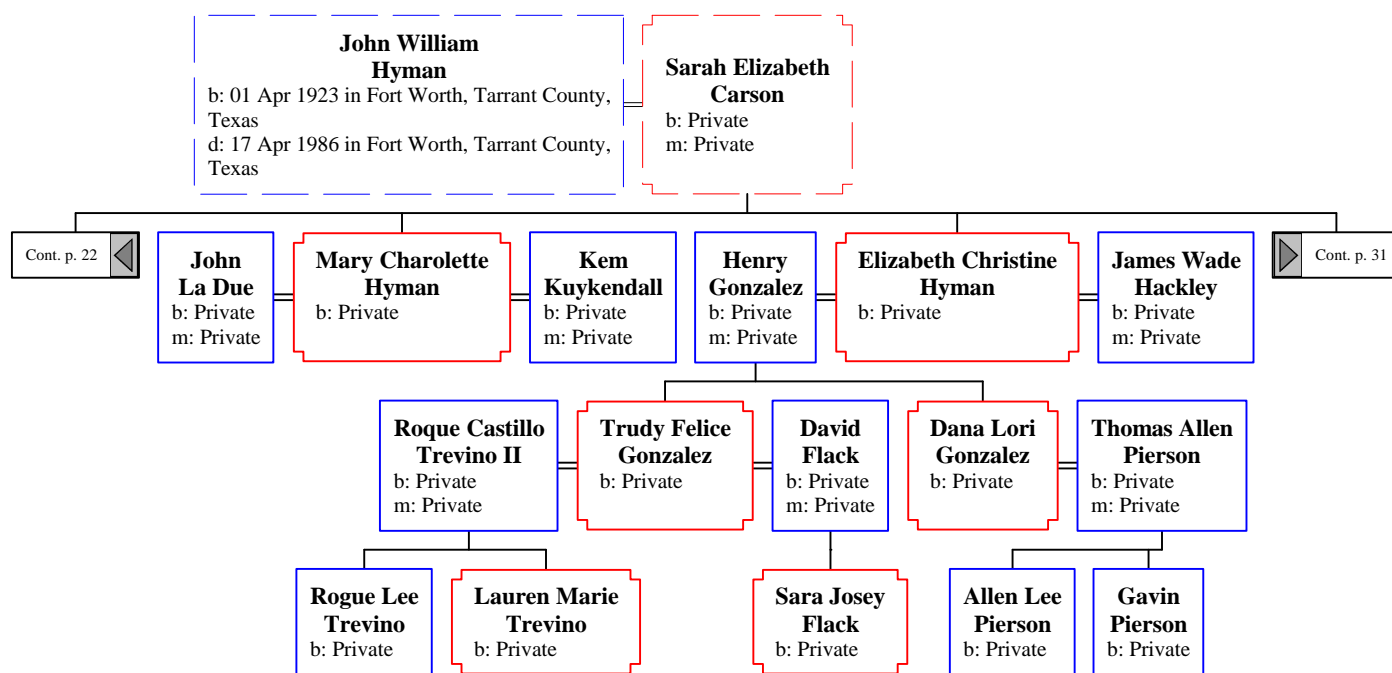 John William
Hyman
b: 01 Apr 1923 in Fort Worth, Tarrant County,
Texas
d: 17 Apr 1986 in Fort Worth, Tarrant County,
Texas
Sarah Elizabeth
Carson
b: Private
m: Private
Cont. p. 22
John
La Due
b: Private
m: Private
Mary Charolette
Hyman
b: Private
Kem
Kuykendall
b: Private
m: Private
Henry
Gonzalez
b: Private
m: Private
Elizabeth Christine
Hyman
b: Private
James Wade
Hackley
b: Private
m: Private
Cont. p. 31
Roque Castillo
Trevino II
b: Private
m: Private
Trudy Felice
Gonzalez
b: Private
David
Flack
b: Private
m: Private
Dana Lori
Gonzalez
b: Private
Thomas Allen
Pierson
b: Private
m: Private
Rogue Lee
Trevino
b: Private
Lauren Marie
Trevino
b: Private
Sara Josey
Flack
b: Private
Allen Lee
Pierson
b: Private
Gavin
Pierson
b: Private